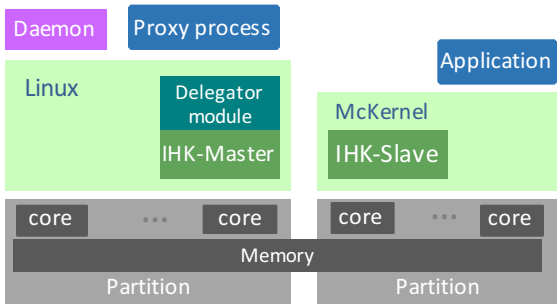 Daemon
Proxy process
Application
Linux
Delegator
module
McKernel
IHK-Master
IHK-Slave
core ... core
core ... core
Memory
Partition
Partition